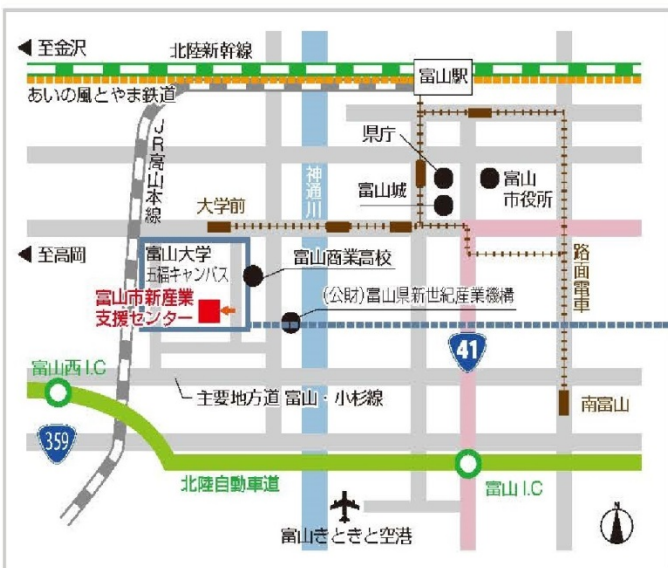 至金沢
北陸新幹線
富山駅
あいの風とやま鉄道
JR高山本線
県庁
神通川
富山城
富山
市役所
大学前
至高岡
富山大学
五福キャンパス
富山商業高校
路面電車
富山市新産業
支援センター
(公財)富山県新世紀産業機構
41
富山西I.C
主要地方道 富山・小杉線
南富山
359
北陸自動車道
富山I.C
富山きときと空港
N